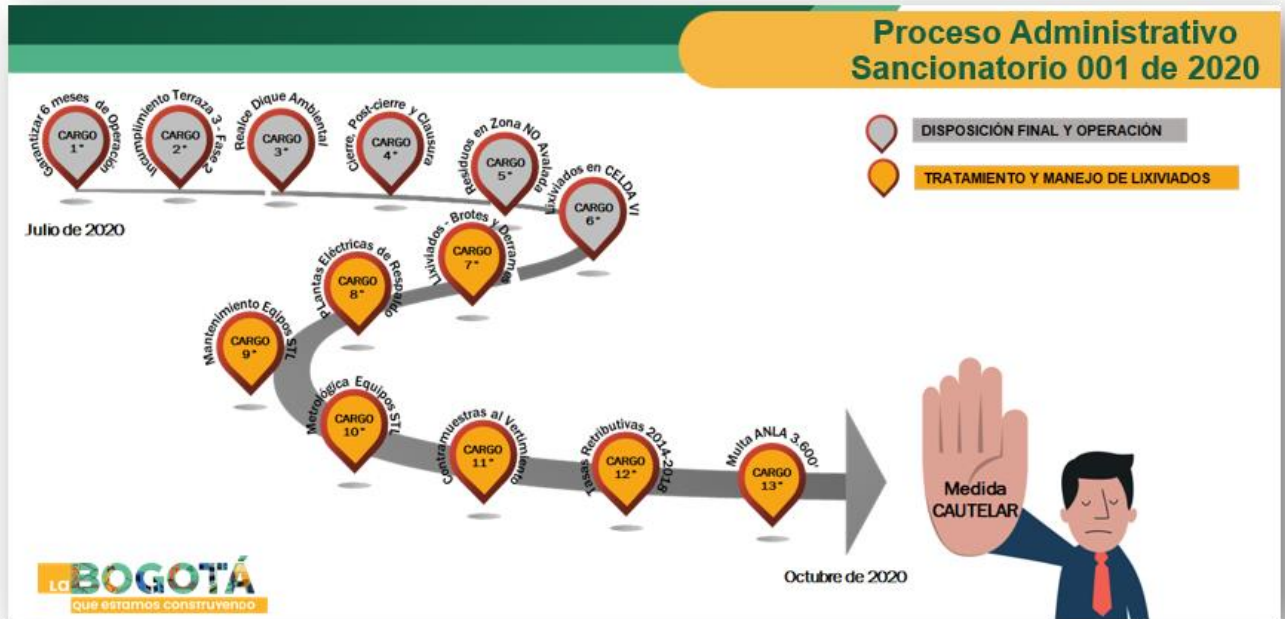 Proceso Administrativo
Sancionatorio 001 de 2020
DISPOSICIÓN FINAL Y OPERACIÓN
TRATAMIENTO Y MANEJO DE LIXIVIADOS
Garantizar 6 meses de Operación
CARGO
1°
Incumplimiento Terraza 3 - Fase 2
CARGO
2°
Realce Dique Ambiental
CARGO
3°
Cierre, Post-cierre y Clausura
CARGO
4°
Residuos en Zona NO Avalada
CARGO
5°
Lixiviados en CELDA VI
CARGO
6°
Julio de 2020
Lixiviados - Brotes y Derrames
CARGO
7°
PLantas Eléctricas de Respaldo
CARGO
8°
Mantenimiento Eqipos STL
CARGO
9°
Metrológica Equipos STL
CARGO
10°
Contramuestras al Vertimiento
CARGO
11°
Tasas Retributivas 2014-2018
CARGO
12°
Multa ANLA 3.600'
CARGO
13°
Medida
CAUTELAR
Octubre de 2020
La BOGOTÁ
que estamos construyendo